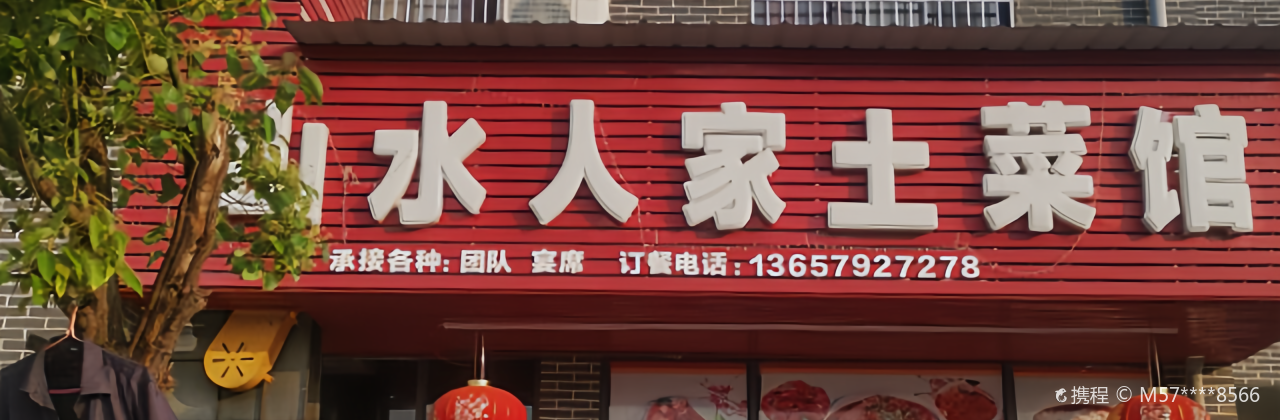 山水人家土菜馆
承接各种:团队 宴席 订餐电话:13657927278
携程 © M57****8566